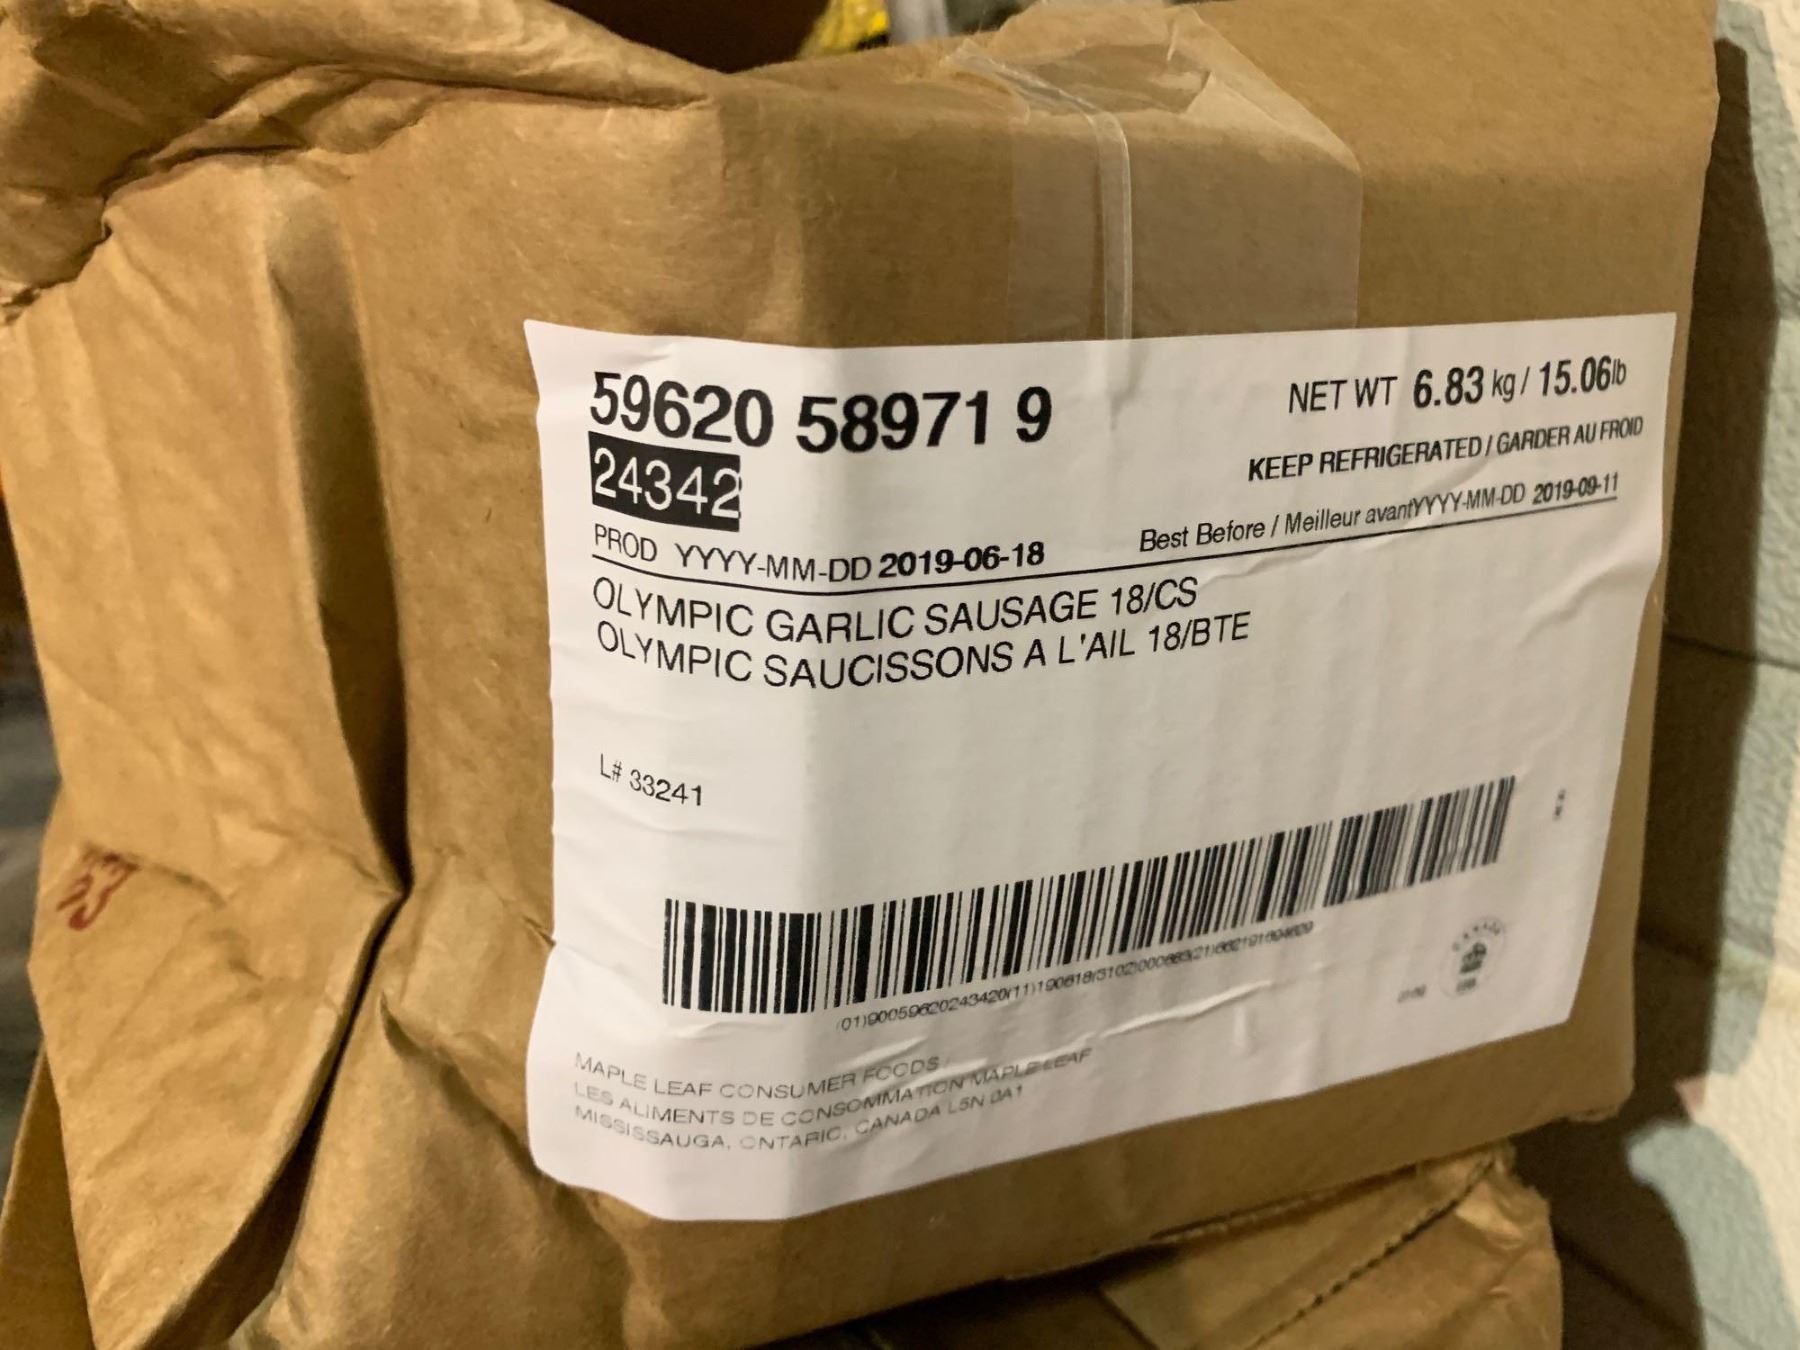 59620 58971 9
24342
NET WT 6.83 kg / 15.06lb
KEEP REFRIGERATED / GARDER AU FROID
PROD YYYY-MM-DD 2019-06-18
Best Before / Meilleur avantYYYY-MM-DD 2019-09-11
OLYMPIC GARLIC SAUSAGE 18/CS
OLYMPIC SAUCISSONS A L'AIL 18/BTE
L# 33241
CANADA
MAPLE LEAF CONSUMER FOODS
LES ALIMENTS DE CONSOMMATION MAPLE LEAF
MISSISSAUGA, ONTARIO, CANADA L5N 0A1